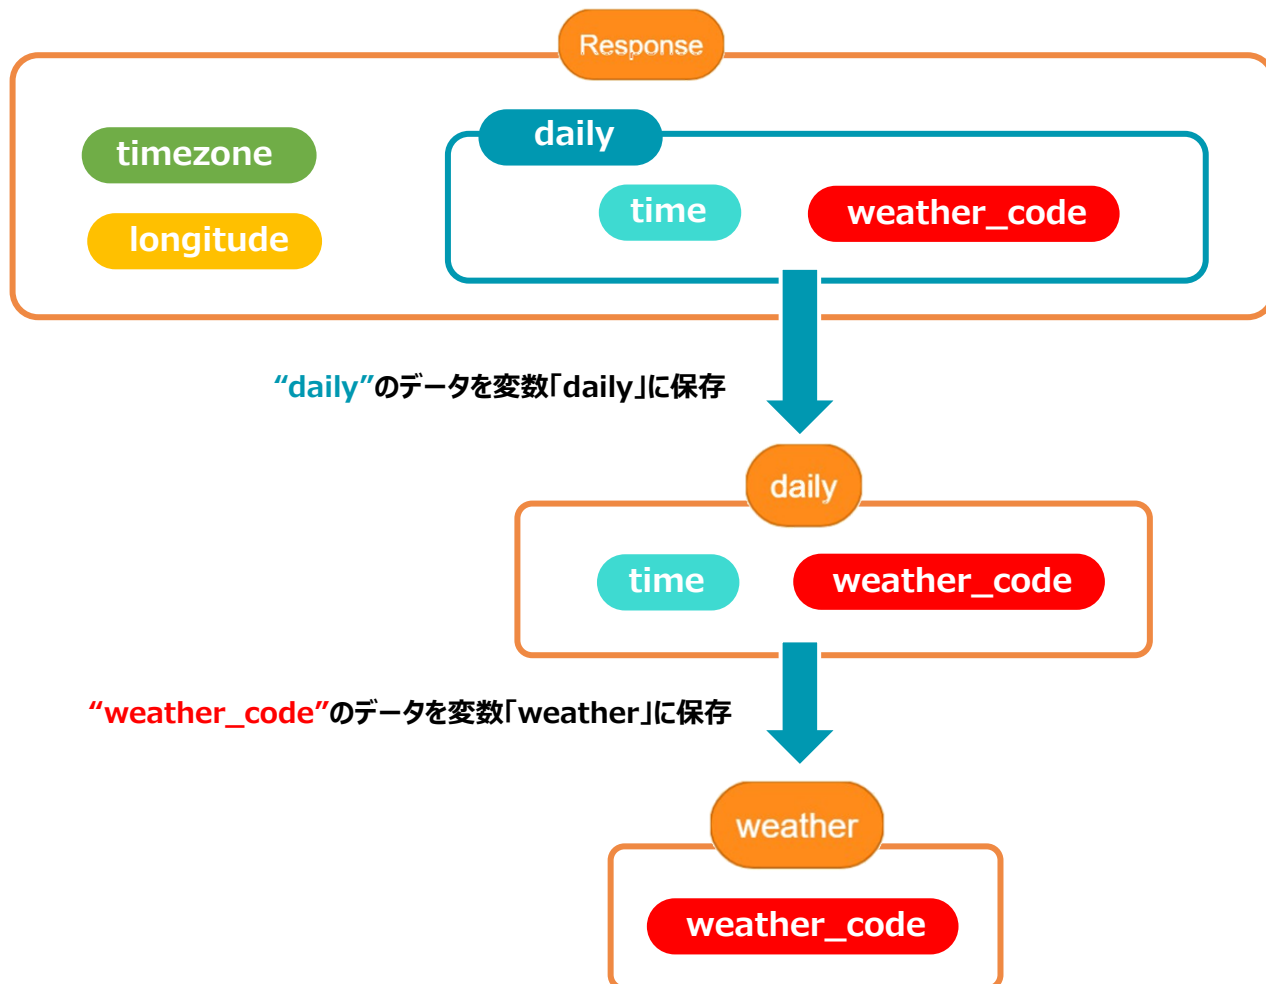 Response
daily
timezone
time
weather_code
longitude
“daily”のデータを変数「daily」に保存
daily
time
weather_code
“weather_code”のデータを変数「weather」に保存
weather
weather_code